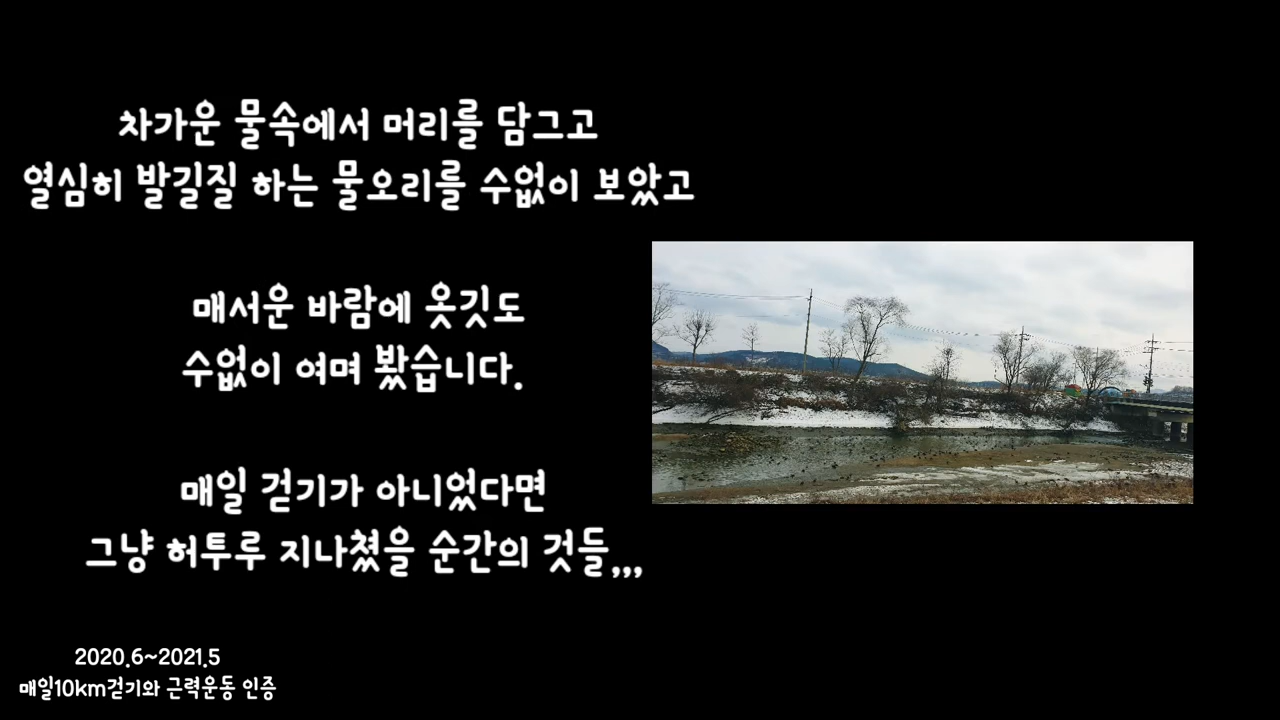 차가운 물속에서 머리를 담그고
열심히 발길질 하는 물오리를 수없이 보았고
매서운 바람에 옷깃도
수없이 여며 봤습니다.
매일 걷기가 아니었다면
그냥 허투루 지나쳤을 순간의 것들,,,
2020.6~2021.5
매일10km걷기와 근력운동 인증